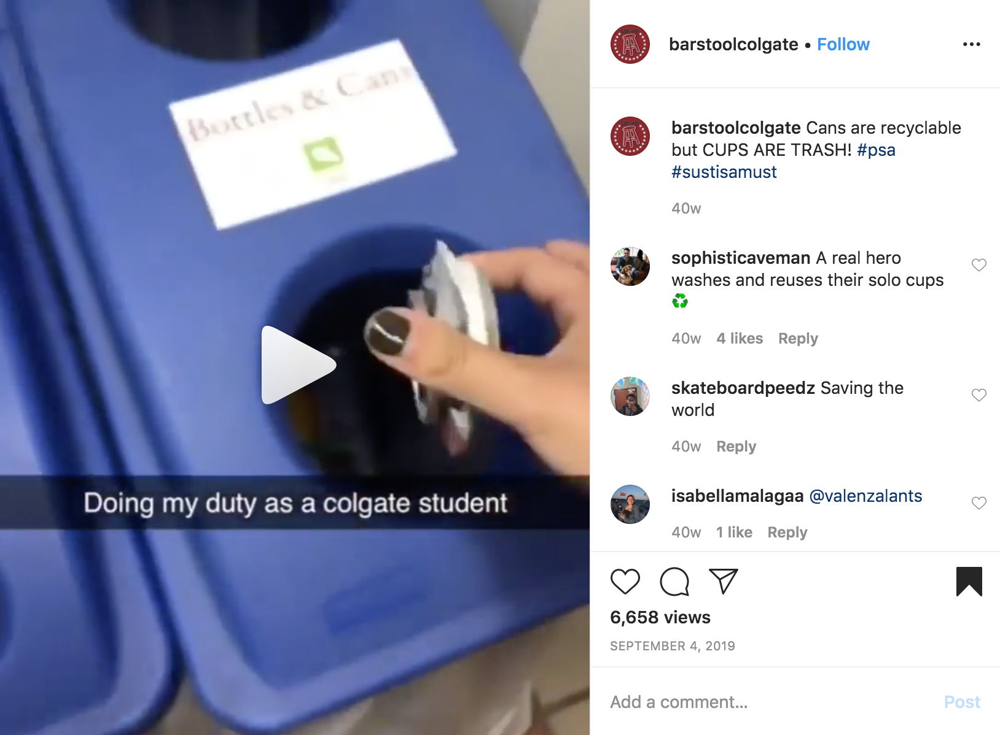 Bottles & Cans
Doing my duty as a colgate student
COLGATE
barstoolcolgate • Follow
COLGATE
barstoolcolgate Cans are recyclable
but CUPS ARE TRASH! #psa
#sustisamust
40w
sophisticaveman A real hero
washes and reuses their solo cups
♻
40w 4 likes Reply
skateboardpeedz Saving the
world
40w Reply
isabellamalagaa @valenzalants
40w 1 like Reply
6,658 views
SEPTEMBER 4, 2019
Add a comment... Post